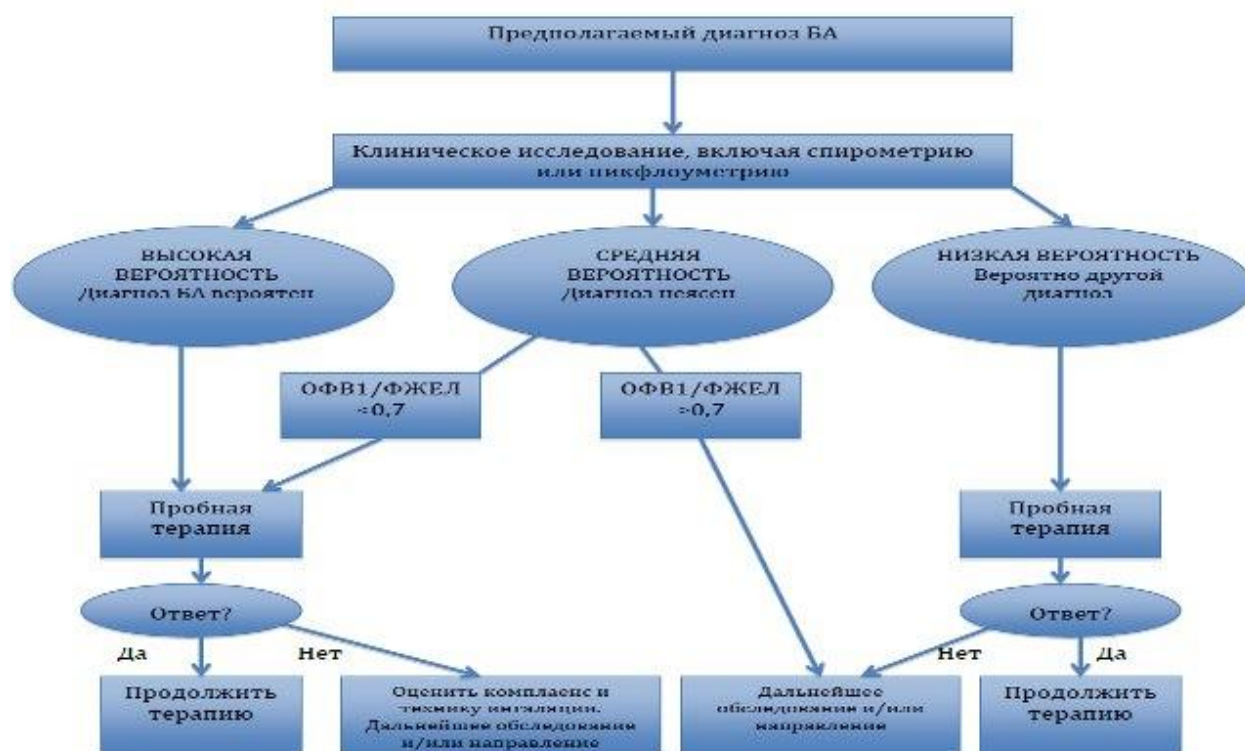 Предполагаемый диагноз БА
Клиническое исследование, включая спирометрию
или пикфлоуметрию
ВЫСОКАЯ
ВЕРОЯТНОСТЬ
Диагноз БА вероятен
СРЕДНЯЯ
ВЕРОЯТНОСТЬ
Диагноз неясен
НИЗКАЯ ВЕРОЯТНОСТЬ
Вероятно другой
диагноз
ОФВ1/ФЖЕЛ
<0,7
ОФВ1/ФЖЕЛ
>0,7
Пробная
терапия
Пробная
терапия
Ответ?
Ответ?
Да
Нет
Нет
Да
Продолжить
терапию
Оценить комплаенс и
технику ингаляции.
Дальнейшее обследование
и/или направление
Дальнейшее
обследование и/или
направление
Продолжить
терапию